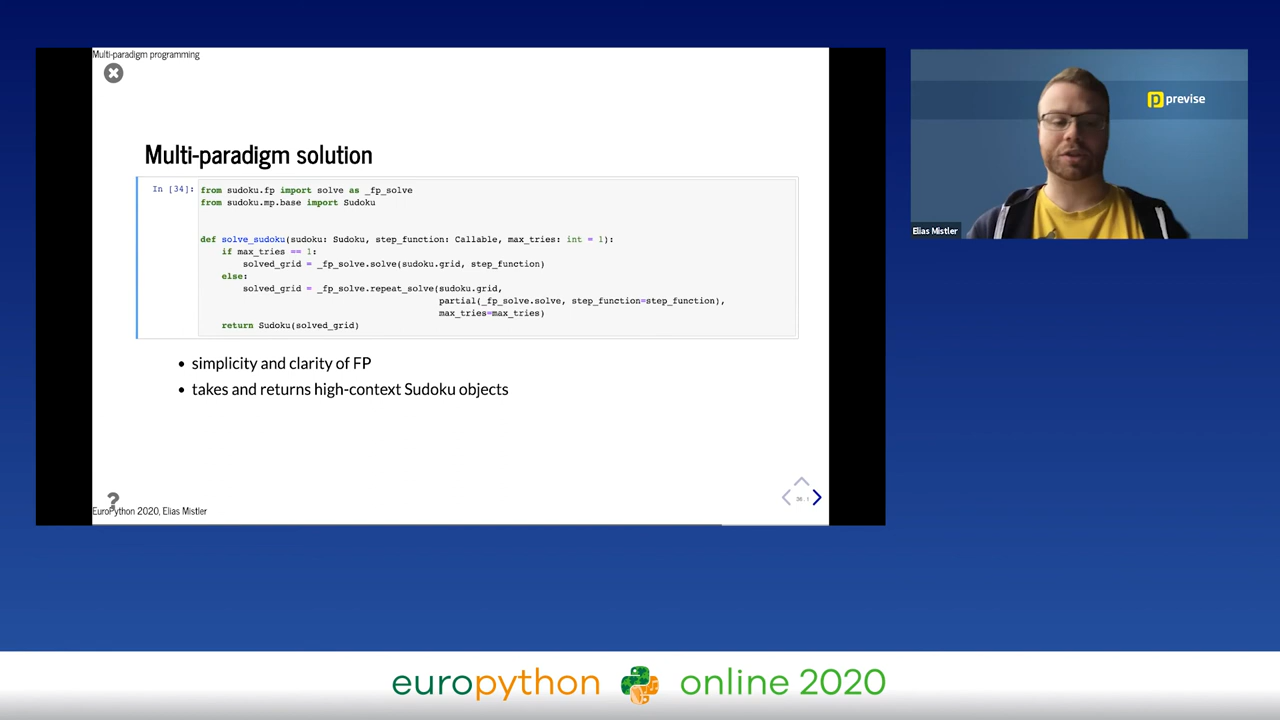 Multi-paradigm programming
Multi-paradigm solution
In [34]:
from sudoku.fp import solve as _fp_solve
from sudoku.mp.base import Sudoku
def solve_sudoku(sudoku: Sudoku, step_function: Callable, max_tries: int = 1):
    if max_tries == 1:
        solved_grid = _fp_solve.solve(sudoku.grid, step_function)
    else:
        solved_grid = _fp_solve.repeat_solve(sudoku.grid,
                                             partial(_fp_solve.solve, step_function=step_function),
                                             max_tries=max_tries)
    return Sudoku(solved_grid)
• simplicity and clarity of FP
• takes and returns high-context Sudoku objects
?
36.1
EuroPython 2020, Elias Mistler
p previse
Elias Mistler
europython online 2020